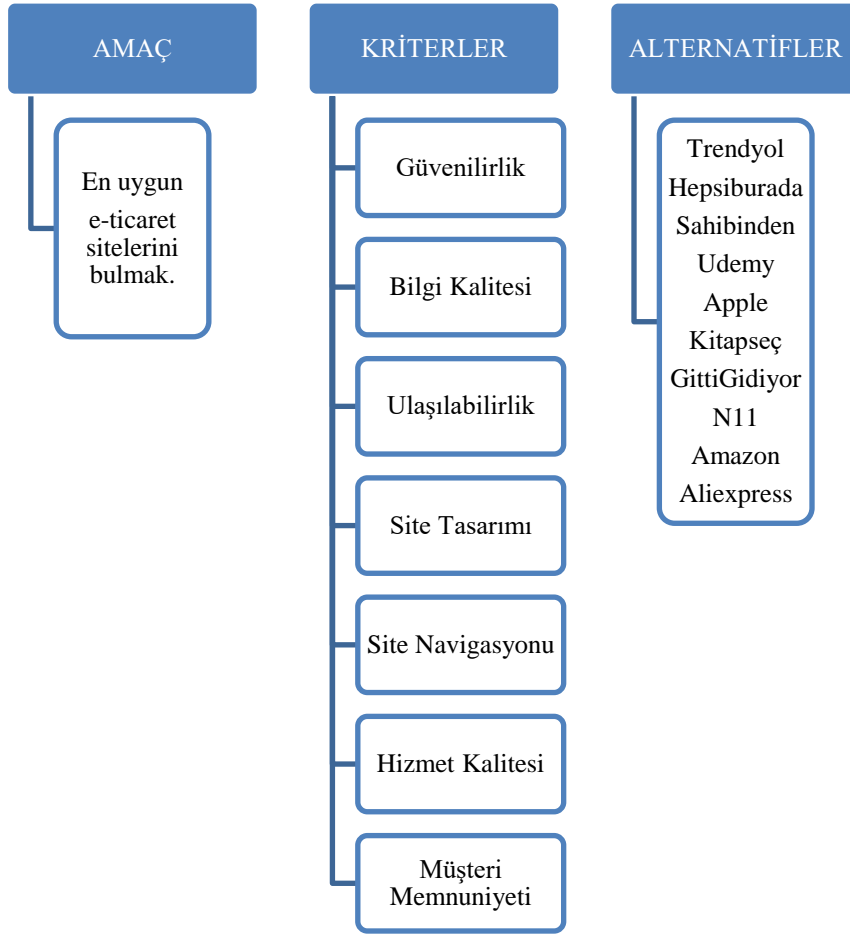 AMAÇ
En uygun
e-ticaret
sitelerini
bulmak.
KRİTERLER
Güvenilirlik
Bilgi Kalitesi
Ulaşılabilirlik
Site Tasarımı
Site Navigasyonu
Hizmet Kalitesi
Müşteri
Memnuniyeti
ALTERNATİFLER
Trendyol
Hepsiburada
Sahibinden
Udemy
Apple
Kitapseç
GittiGidiyor
N11
Amazon
Aliexpress